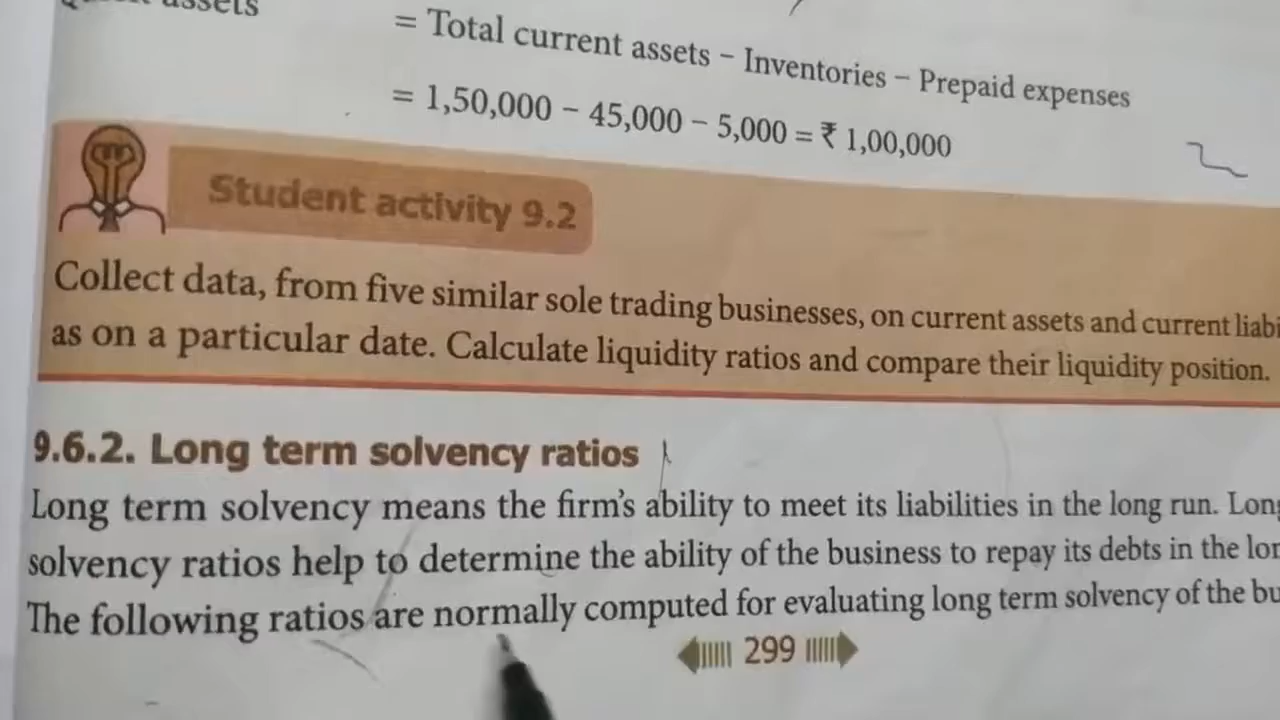 assets
= Total current assets – Inventories – Prepaid expenses
= 1,50,000 – 45,000 – 5,000 = ₹ 1,00,000
Student activity 9.2
Collect data, from five similar sole trading businesses, on current assets and current liabi
as on a particular date. Calculate liquidity ratios and compare their liquidity position.
9.6.2. Long term solvency ratios
Long term solvency means the firm's ability to meet its liabilities in the long run. Long
solvency ratios help to determine the ability of the business to repay its debts in the lon
The following ratios are normally computed for evaluating long term solvency of the bu
299